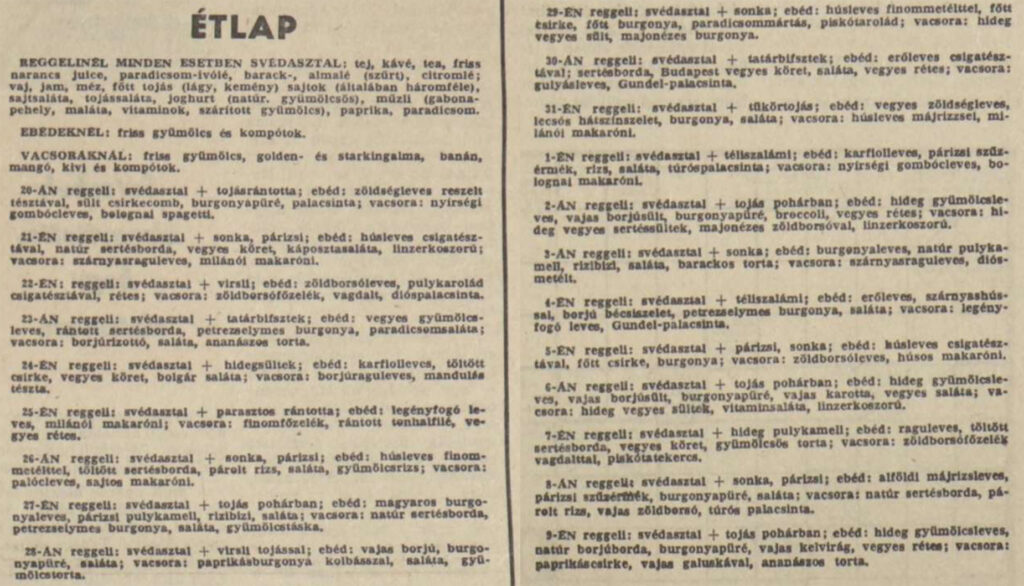 ÉTLAP
REGGELINÉL MINDEN ESETBEN SVÉDASZTAL: tej, kávé, tea, friss
narancs juice, paradicsom-ivólé, barack-, almalé (szűrt), citromlé;
vaj, jam, méz, főtt tojás (lágy, kemény) sajtok (általában háromféle),
sajtsaláta, tojássaláta, joghurt (natúr. gyümölcsös), müzli (gabona-
pehely, maláta, vitaminok, szárított gyümölcs), paprika, paradicsom.
EBÉDEKNÉL: friss gyümölcs és kompótok.
VACSORÁKNÁL: friss gyümölcs, golden- és starkingalma, banán,
mangó, kivi és kompótok.
20-ÁN reggeli: svédasztal + tojásrántotta; ebéd: zöldségleves reszelt
tésztával, sült csirkecomb, burgonyapüré, palacsinta; vacsora: nyírségi
gombócleves, bolognai spagetti.
21-ÉN reggeli: svédasztal + sonka, párizsi; ebéd: húsleves csigatész-
tával, natúr sertésborda, vegyes köret, káposztasaláta, linzerkoszorú;
vacsora: szárnyasraguleves, milánói makaróni.
22-ÉN: reggeli: svédasztal + virsli; ebéd: zöldborsóleves, pulykarolád
csigatésztával, rétes; vacsora: zöldborsófőzelék, vagdalt, dióspalacsinta.
23-ÁN reggeli: svédasztal + tatárbifsztek; ebéd: vegyes gyümölcs-
leves, rántott sertésborda, petrezselymes burgonya, paradicsomsaláta;
vacsora: borjúrizottó, saláta, ananászos torta.
24-ÉN reggeli: svédasztal + hidegsültek; ebéd: karfiolleves, töltött
csirke, vegyes köret, bolgár saláta; vacsora: borjúraguleves, mandulás
tészta.
25-ÉN reggeli: svédasztal + parasztos rántotta; ebéd: legényfogó le-
ves, milánói makaróni; vacsora: finomfőzelék, rántott tonhalfilé, ve-
gyes rétes.
26-ÁN reggeli: svédasztal + sonka, párizsi; ebéd: húsleves finom-
metélttel, töltött sertésborda, párolt rizs, saláta, gyümölcsrizs; vacsora:
palócleves, sajtos makaróni.
27-ÉN reggeli: svédasztal + tojás pohárban; ebéd: magyaros burgo-
nyaleves, párizsi pulykamell, rizibizi, saláta; vacsora: natúr sertésborda,
petrezselymes burgonya, saláta, gyümölcstáska.
28-ÁN reggeli: svédasztal + virsli tojással; ebéd: vajas borjú, burgo-
nyapüré, saláta; vacsora: paprikásburgonya kolbásszal, saláta, gyü-
mölcstorta.
29-ÉN reggeli: svédasztal + sonka; ebéd: húsleves finommetélttel, főtt
csirke, főtt burgonya, paradicsommártás, piskótarolád; vacsora: hideg
vegyes sült, majonézes burgonya.
30-ÁN reggeli: svédasztal + tatárbifsztek; ebéd: erőleves csigatész-
tával; sertésborda, Budapest vegyes köret, saláta, vegyes rétes; vacsora:
gulyásleves, Gundel-palacsinta.
31-ÉN reggeli: svédasztal + tükörtojás; ebéd: vegyes zöldségleves,
lecsós hátszínszelet, burgonya, saláta; vacsora: húsleves májrizzsel, mi-
lánói makaróni.
1-ÉN reggeli: svédasztal + téliszalámi; ebéd: karfiolleves, párizsi szűz-
érmék, rizs, saláta, túróspalacsinta; vacsora: nyírségi gombócleves, bo-
lognai makaróni.
2-ÁN reggeli: svédasztal + tojás pohárban; ebéd: hideg gyümölcsle-
ves, vajas borjúsült, burgonyapüré, broccoli, vegyes rétes; vacsora: hi-
deg vegyes sertéssültek, majonézes zöldborsóval, linzerkoszorú.
3-ÁN reggeli: svédasztal + sonka; ebéd: burgonyaleves, natúr pulyka-
mell, rizibizi, saláta, barackos torta; vacsora: szárnyasraguleves, diós-
metélt.
4-ÉN reggeli: svédasztal + téliszalámi; ebéd: erőleves, szárnyashús-
sal, borjú bécsiszelet, petrezselymes burgonya, saláta; vacsora: legény-
fogó leves, Gundel-palacsinta.
5-ÉN reggeli: svédasztal + párizsi, sonka; ebéd: húsleves csigatész-
tával, főtt csirke, burgonya; vacsora: zöldborsóleves, húsos makaróni.
6-ÁN reggeli: svédasztal + tojás pohárban; ebéd: hideg gyümölcsle-
ves, vajas borjúsült, burgonyapüré, vajas karotta, vegyes saláta; va-
csora: hideg vegyes sültek, vitaminsaláta, linzerkoszorú.
7-ÉN reggeli: svédasztal + hideg pulykamell; ebéd: raguleves, töltött
sertésborda, vegyes köret, gyümölcsös torta; vacsora: zöldborsófőzelék
vagdalttal, piskótatekercs.
8-ÁN reggeli: svédasztal + sonka, párizsi; ebéd: alföldi májrizsleves,
párizsi szűzérmék, burgonyapüré, saláta; vacsora: natúr sertésborda, pá-
rolt rizs, vajas zöldborsó, túrós palacsinta.
9-ÉN reggeli: svédasztal + tojás pohárban; ebéd: hideg gyümölcsleves,
natúr borjúborda, burgonyapüré, vajas kelvirág, vegyes rétes; vacsora:
paprikáscsirke, vajas galuskával, ananászos torta.